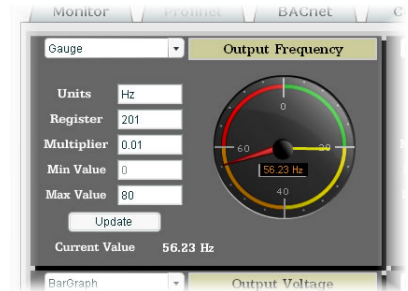 Monitor Profinet BACnet C
Gauge Output Frequency
Units Hz
Register 201
Multiplier 0.01
Min Value 0
Max Value 80
Update
Current Value 56.23 Hz
0
60 20
56.23 Hz
40
BarGraph Output Voltage